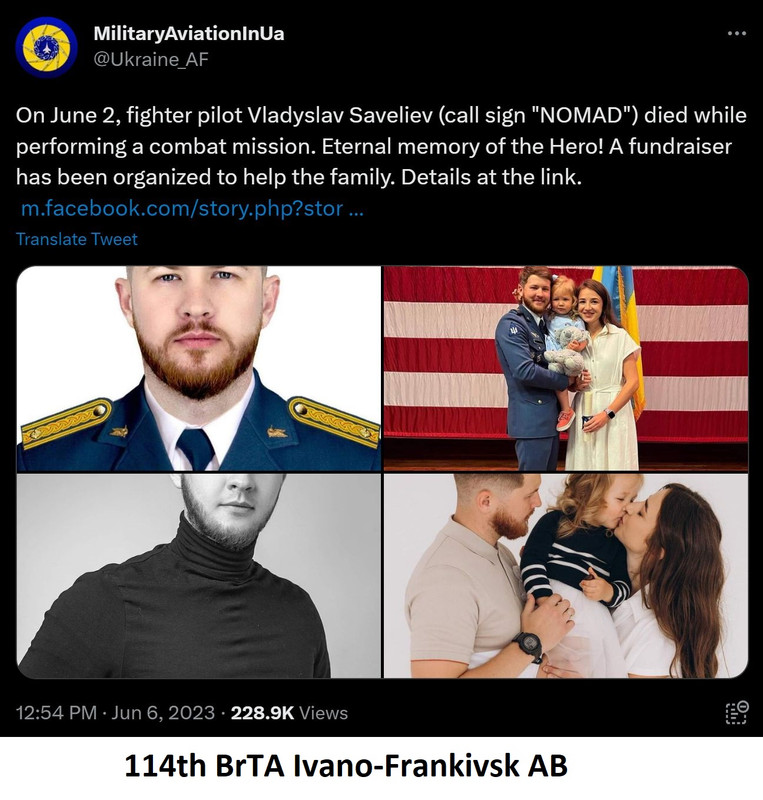 MilitaryAviationInUa
@Ukraine_AF
On June 2, fighter pilot Vladyslav Saveliev (call sign "NOMAD") died while
performing a combat mission. Eternal memory of the Hero! A fundraiser
has been organized to help the family. Details at the link.
m.facebook.com/story.php?stor ...
Translate Tweet
12:54 PM · Jun 6, 2023 · 228.9K Views
114th BrTA Ivano-Frankivsk AB